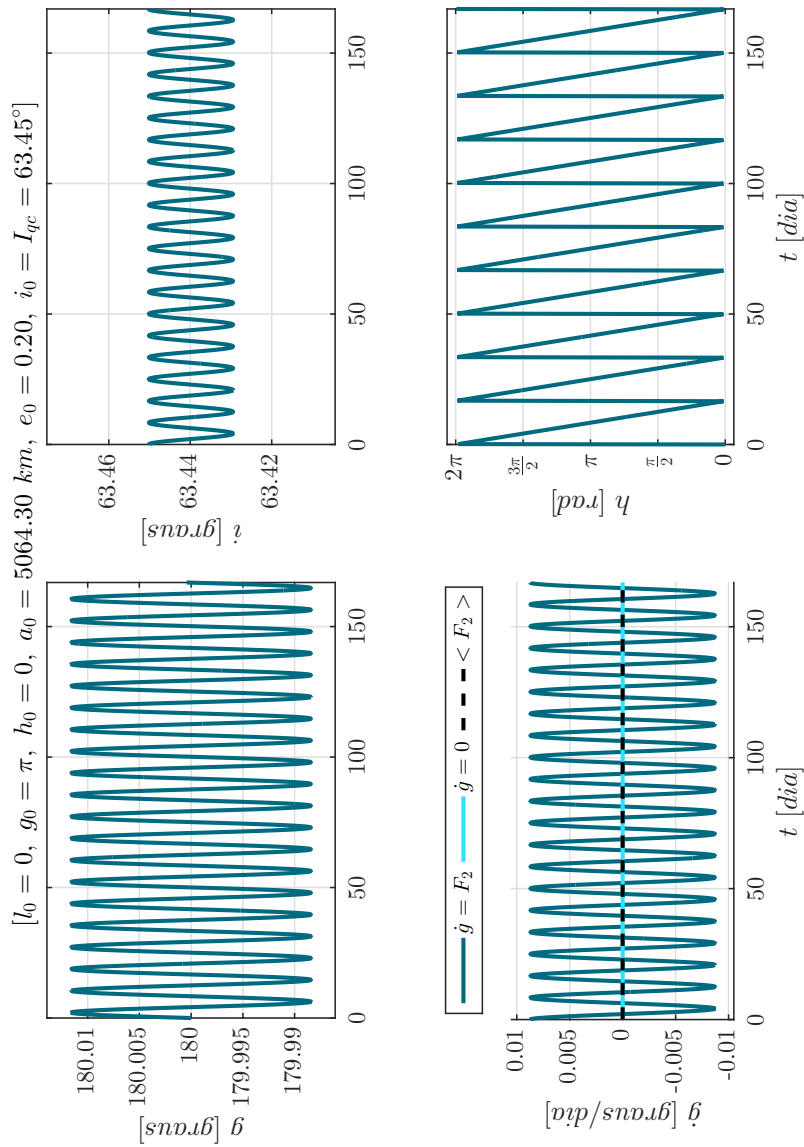 [l₀ = 0, g₀ = π, h₀ = 0, a₀ = 5064.30 km, e₀ = 0.20, i₀ = I_qc = 63.45°]
g [graus]
180.01
180.005
180
179.995
179.99
0 50 100 150
i [graus]
63.46
63.44
63.42
0 50 100 150
ġ = F₂ ġ = 0 < F₂ >
ġ [graus/dia]
0.01
0.005
0
-0.005
-0.01
0 50 100 150
t [dia]
h [rad]
2π
3π/2
π
π/2
0
0 50 100 150
t [dia]